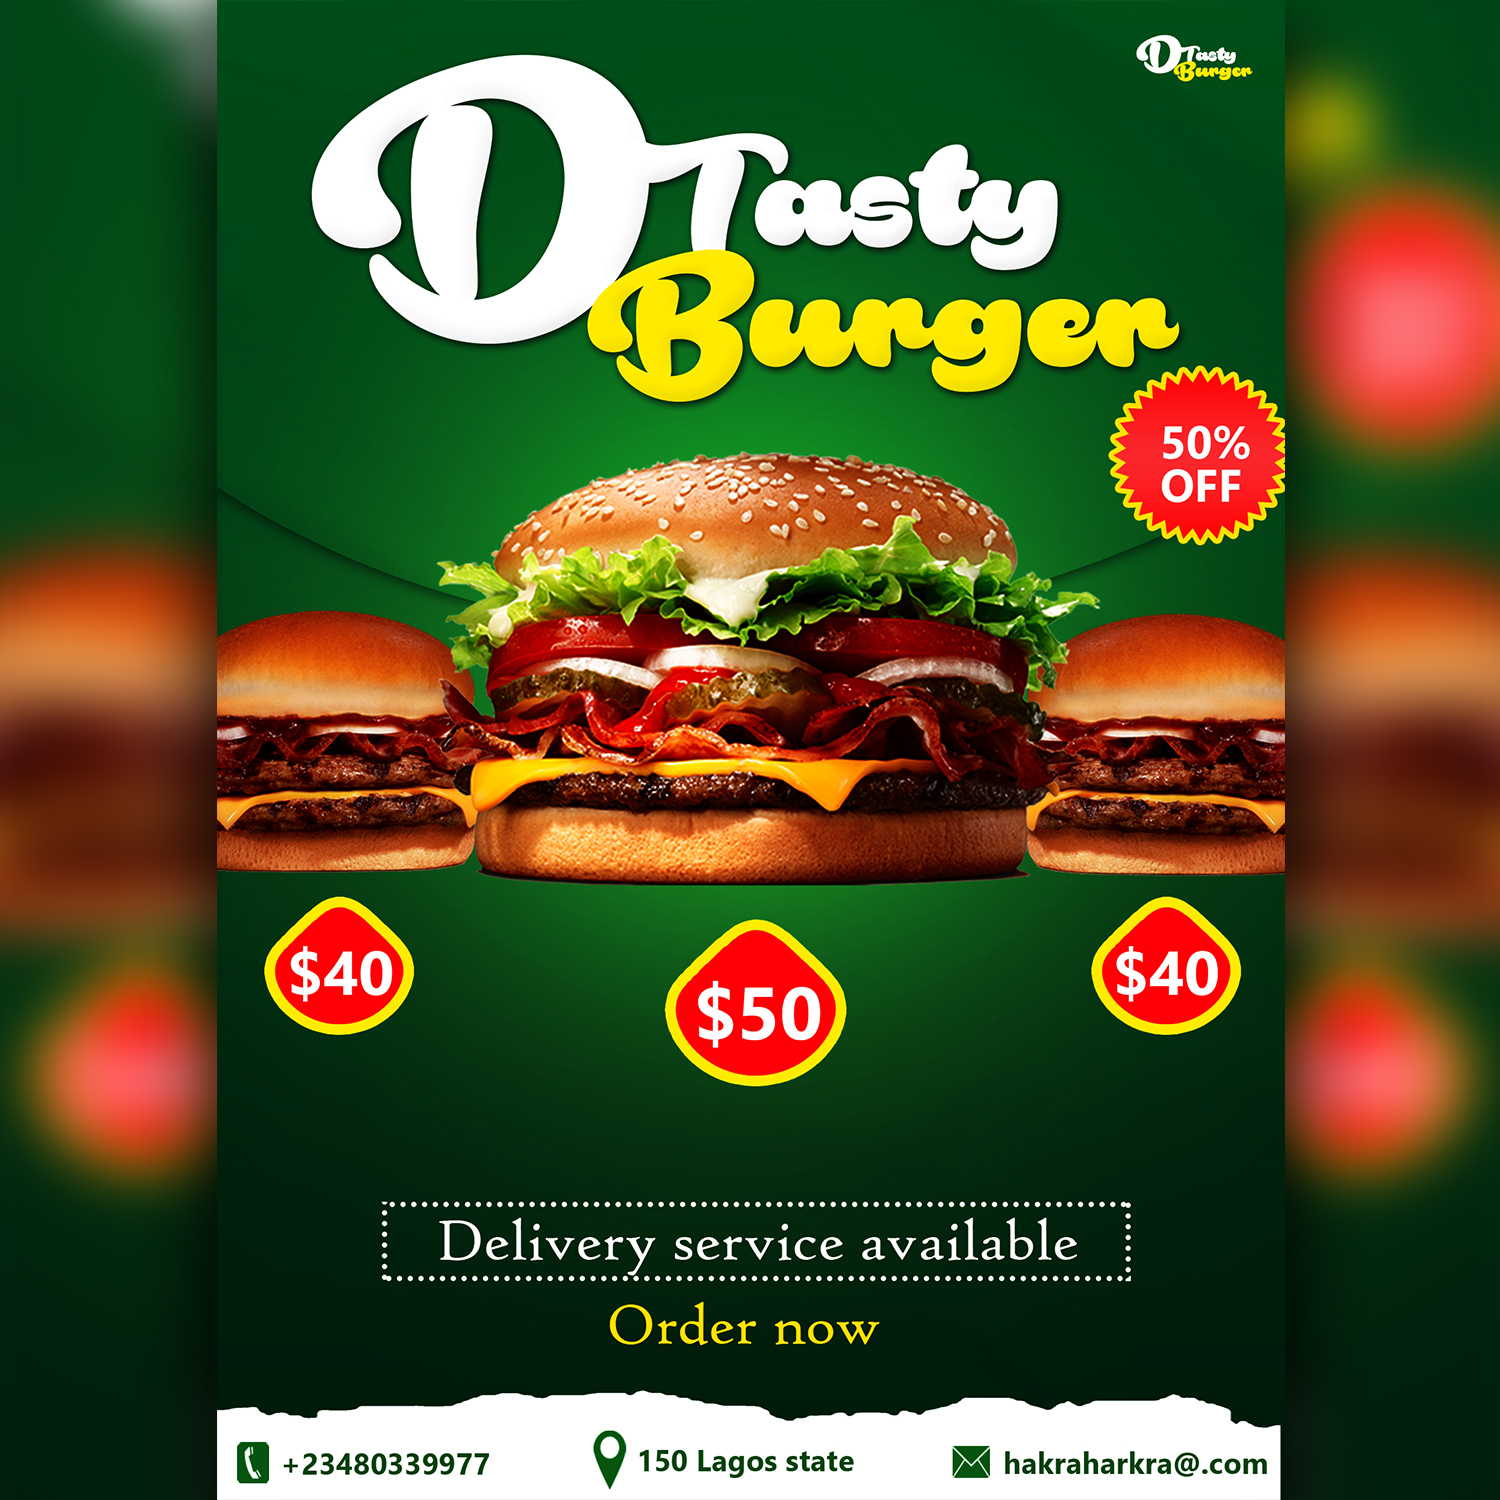 DTasty
Burger
DTasty
Burger
50%
OFF
$40
$50
$40
Delivery service available
Order now
+23480339977
150 Lagos state
hakraharkra@.com